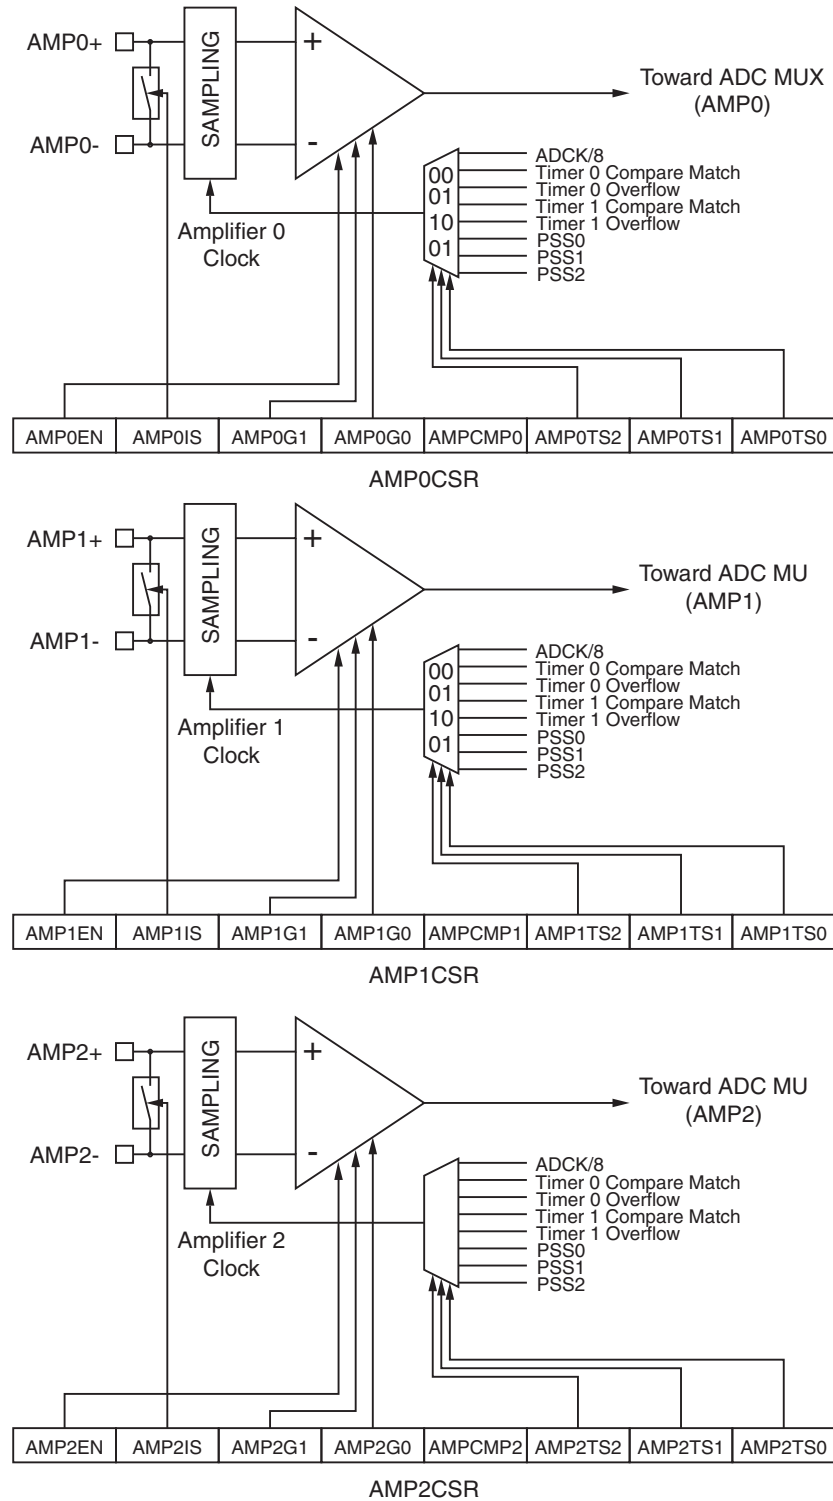 AMP0+
SAMPLING
+
Toward ADC MUX
(AMP0)
AMP0-
-
ADCK/8
00
Timer 0 Compare Match
Timer 0 Overflow
01
Timer 1 Compare Match
10
Timer 1 Overflow
PSS0
01
PSS1
PSS2
Amplifier 0
Clock
AMP0EN AMP0IS AMP0G1 AMP0G0 AMPCMP0 AMP0TS2 AMP0TS1 AMP0TS0
AMP0CSR
AMP1+
SAMPLING
+
Toward ADC MU
(AMP1)
AMP1-
-
ADCK/8
00
Timer 0 Compare Match
Timer 0 Overflow
01
Timer 1 Compare Match
10
Timer 1 Overflow
PSS0
01
PSS1
PSS2
Amplifier 1
Clock
AMP1EN AMP1IS AMP1G1 AMP1G0 AMPCMP1 AMP1TS2 AMP1TS1 AMP1TS0
AMP1CSR
AMP2+
SAMPLING
+
Toward ADC MU
(AMP2)
AMP2-
-
ADCK/8
Timer 0 Compare Match
Timer 0 Overflow
Timer 1 Compare Match
Timer 1 Overflow
PSS0
PSS1
PSS2
Amplifier 2
Clock
AMP2EN AMP2IS AMP2G1 AMP2G0 AMPCMP2 AMP2TS2 AMP2TS1 AMP2TS0
AMP2CSR